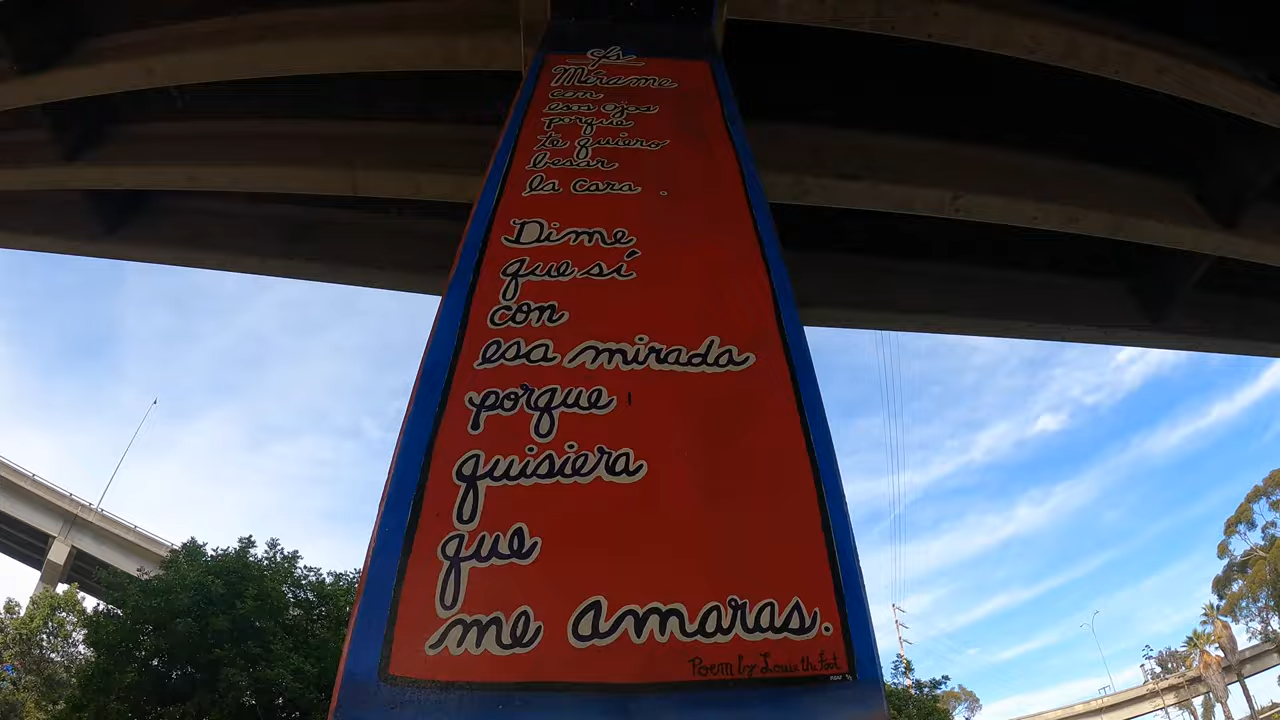 Mírame
con
esos ojos
porque
te quiero
besar
la cara .
Dime
que sí
con
esa mirada
porque
quisiera
que
me amaras.
Poem by Louie the Foot